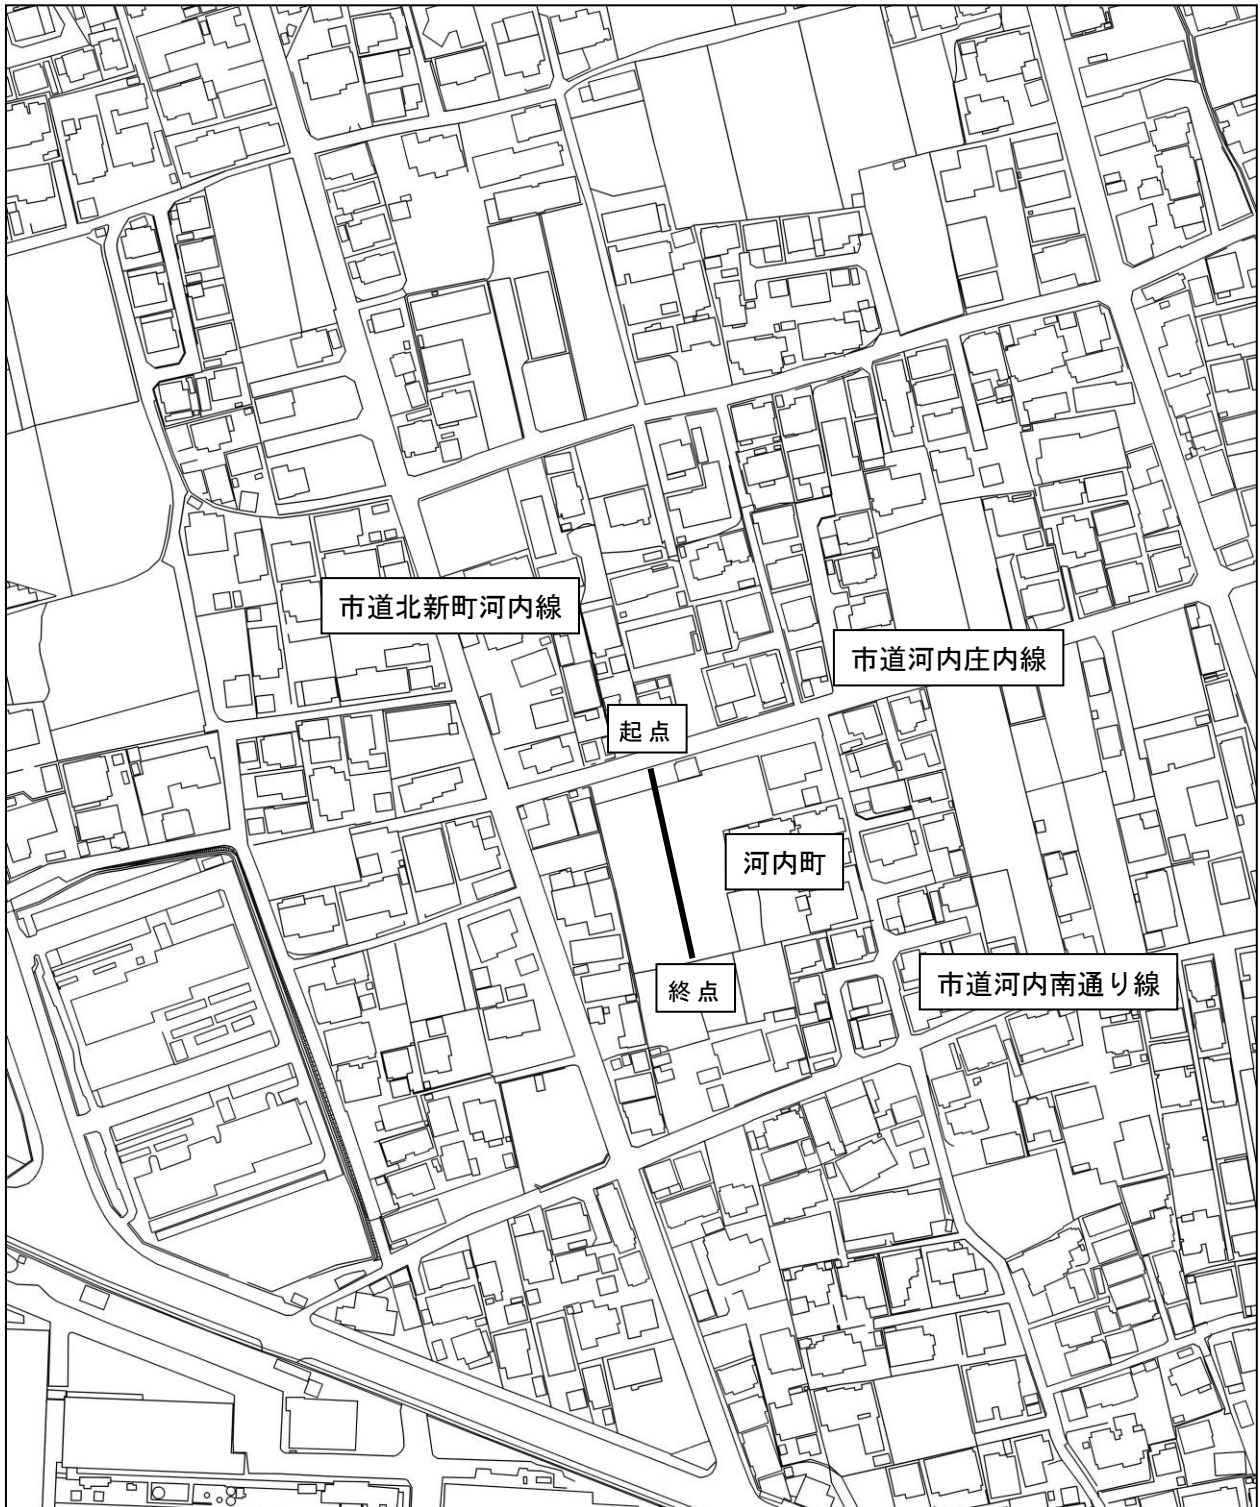 市道北新町河内線
市道河内庄内線
起点
河内町
市道河内南通り線
終点